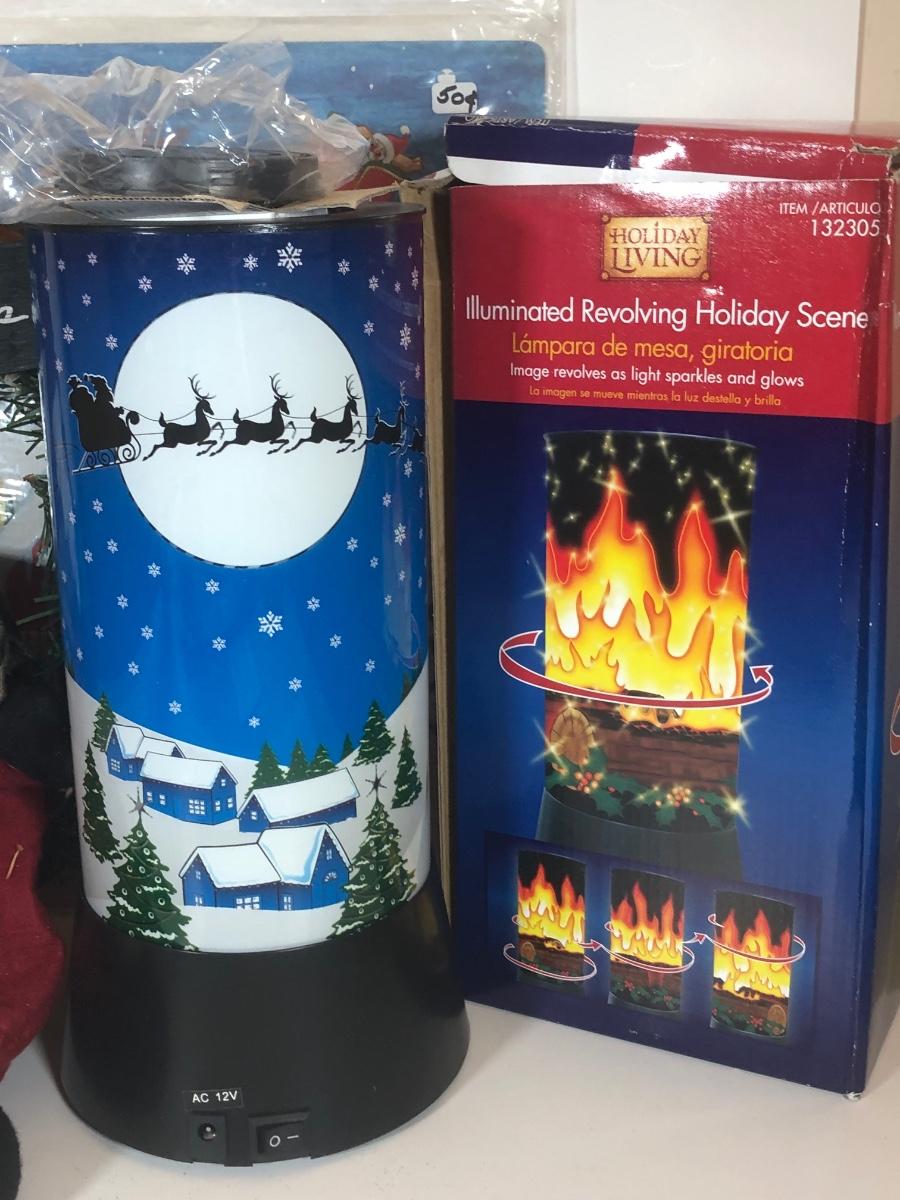 50¢
ITEM /ARTICULO
132305
HOLIDAY
LIVING
Illuminated Revolving Holiday Scene
Lámpara de mesa, giratoria
Image revolves as light sparkles and glows
La imagen se mueve mientras la luz destella y brilla
AC 12V
O –